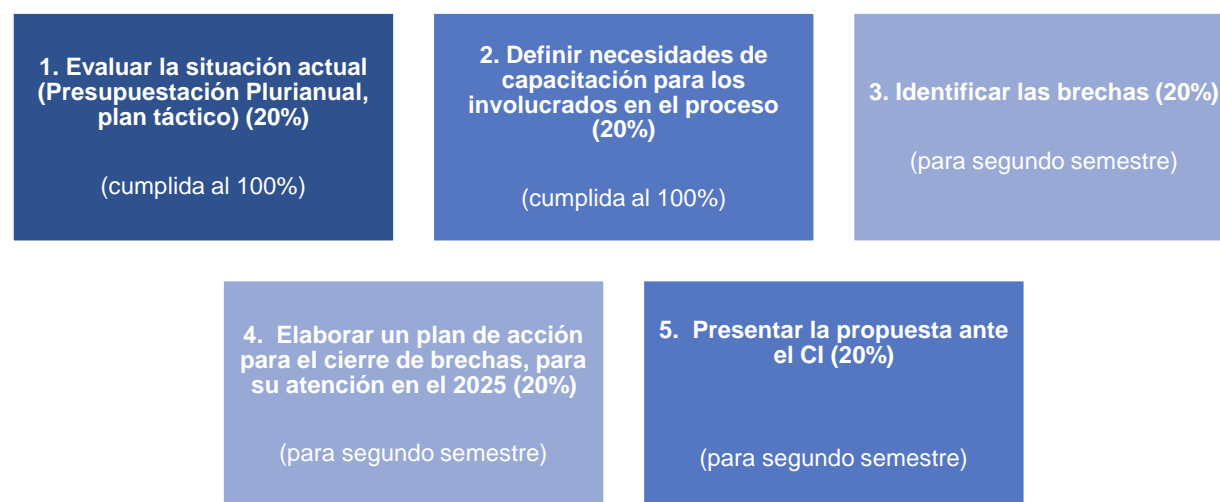 1. Evaluar la situación actual
(Presupuestación Plurianual,
plan táctico) (20%)
(cumplida al 100%)
2. Definir necesidades de
capacitación para los
involucrados en el proceso
(20%)
(cumplida al 100%)
3. Identificar las brechas (20%)
(para segundo semestre)
4. Elaborar un plan de acción
para el cierre de brechas, para
su atención en el 2025 (20%)
(para segundo semestre)
5. Presentar la propuesta ante
el CI (20%)
(para segundo semestre)